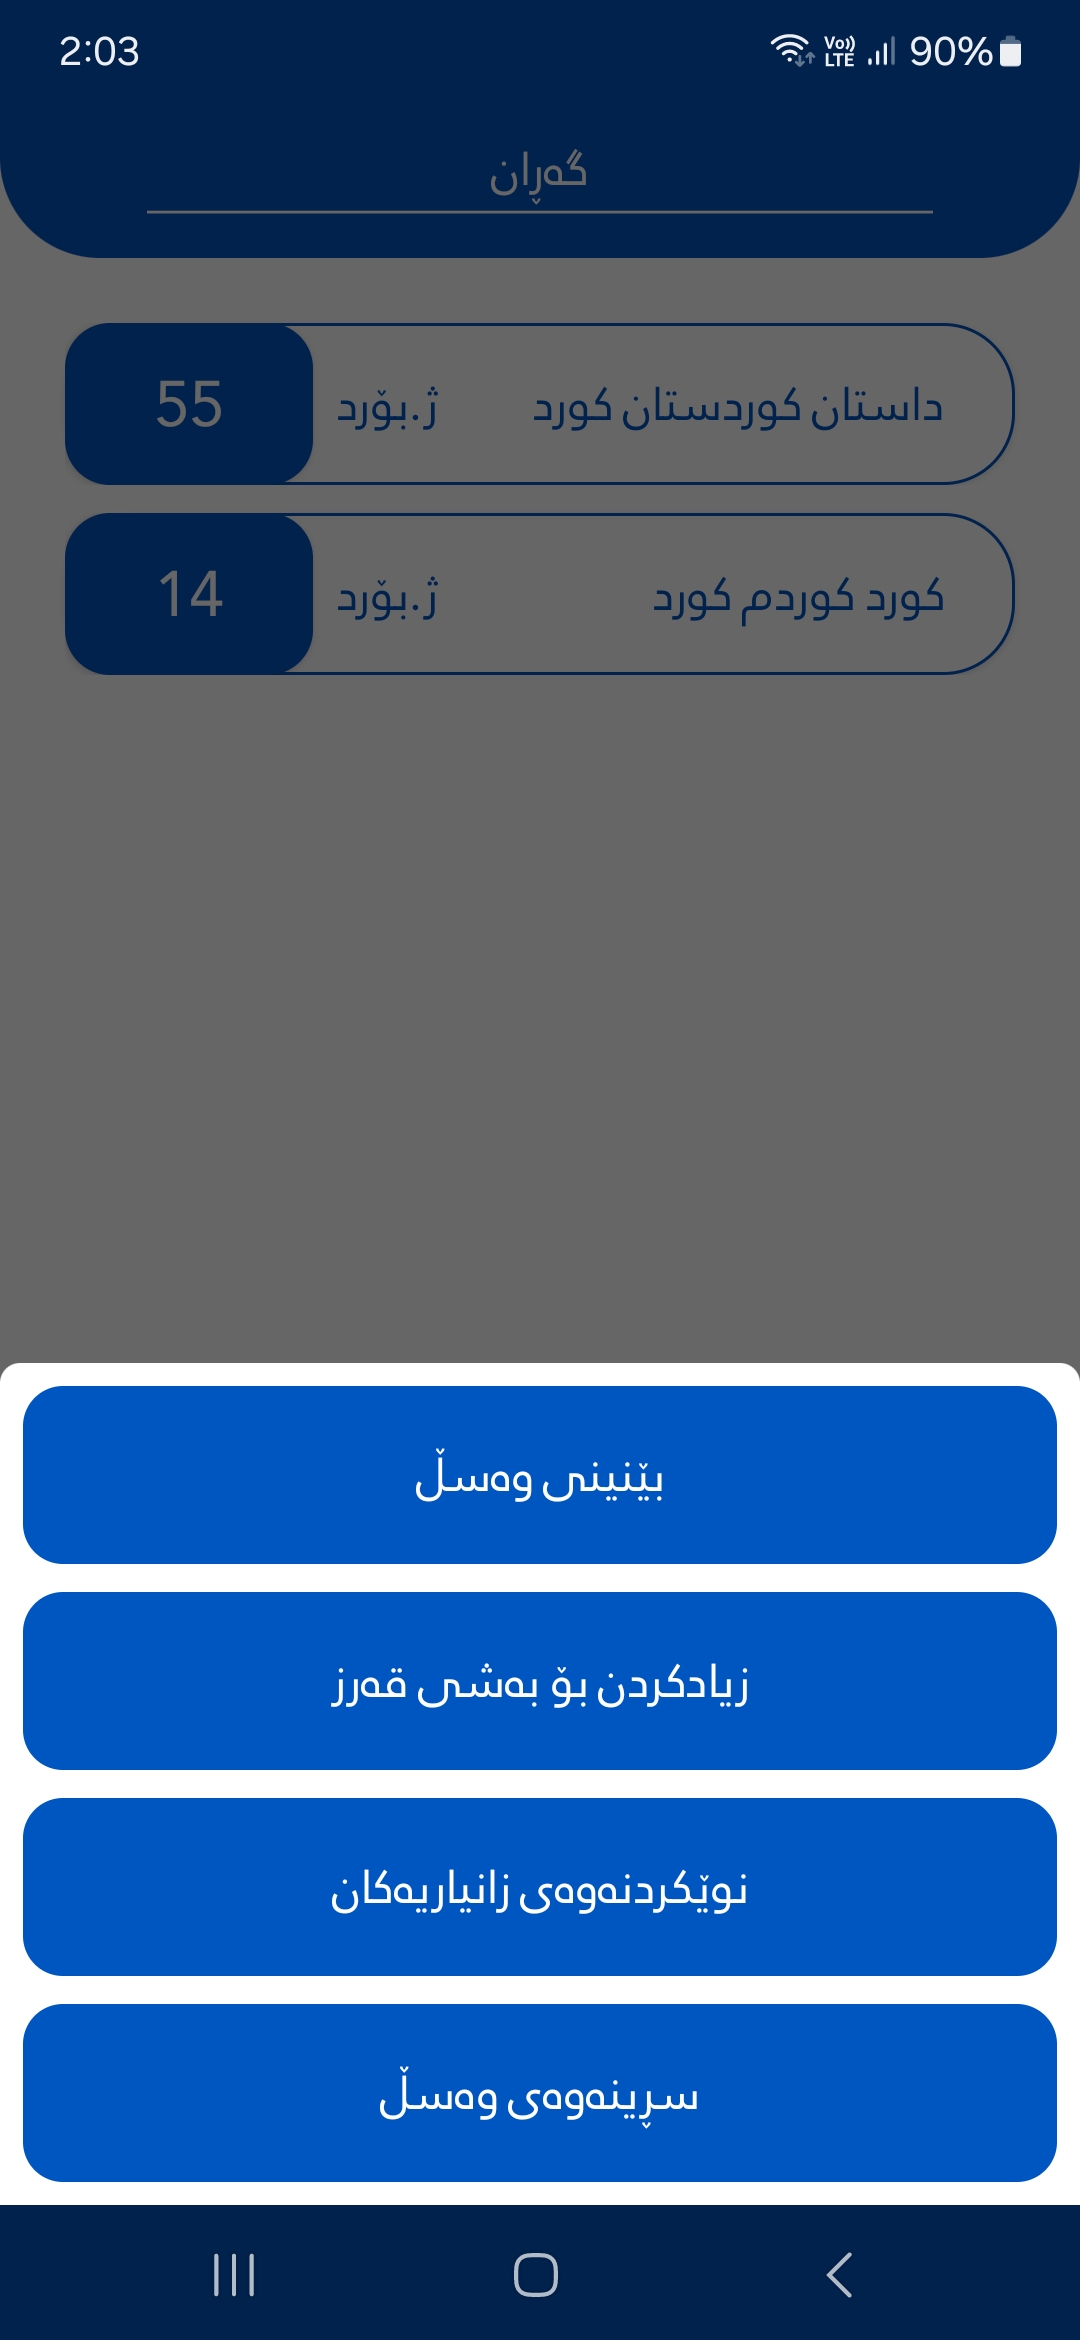 2:03 Vo)) LTE 90%
گەڕان
داستان کوردستان کورد ژ.بۆرد 55
کورد کوردم کورد ژ.بۆرد 14
بێنینی وەسڵ
زیادکردن بۆ بەشی قەرز
نوێکردنەوەی زانیاریەکان
سڕینەوەی وەسڵ